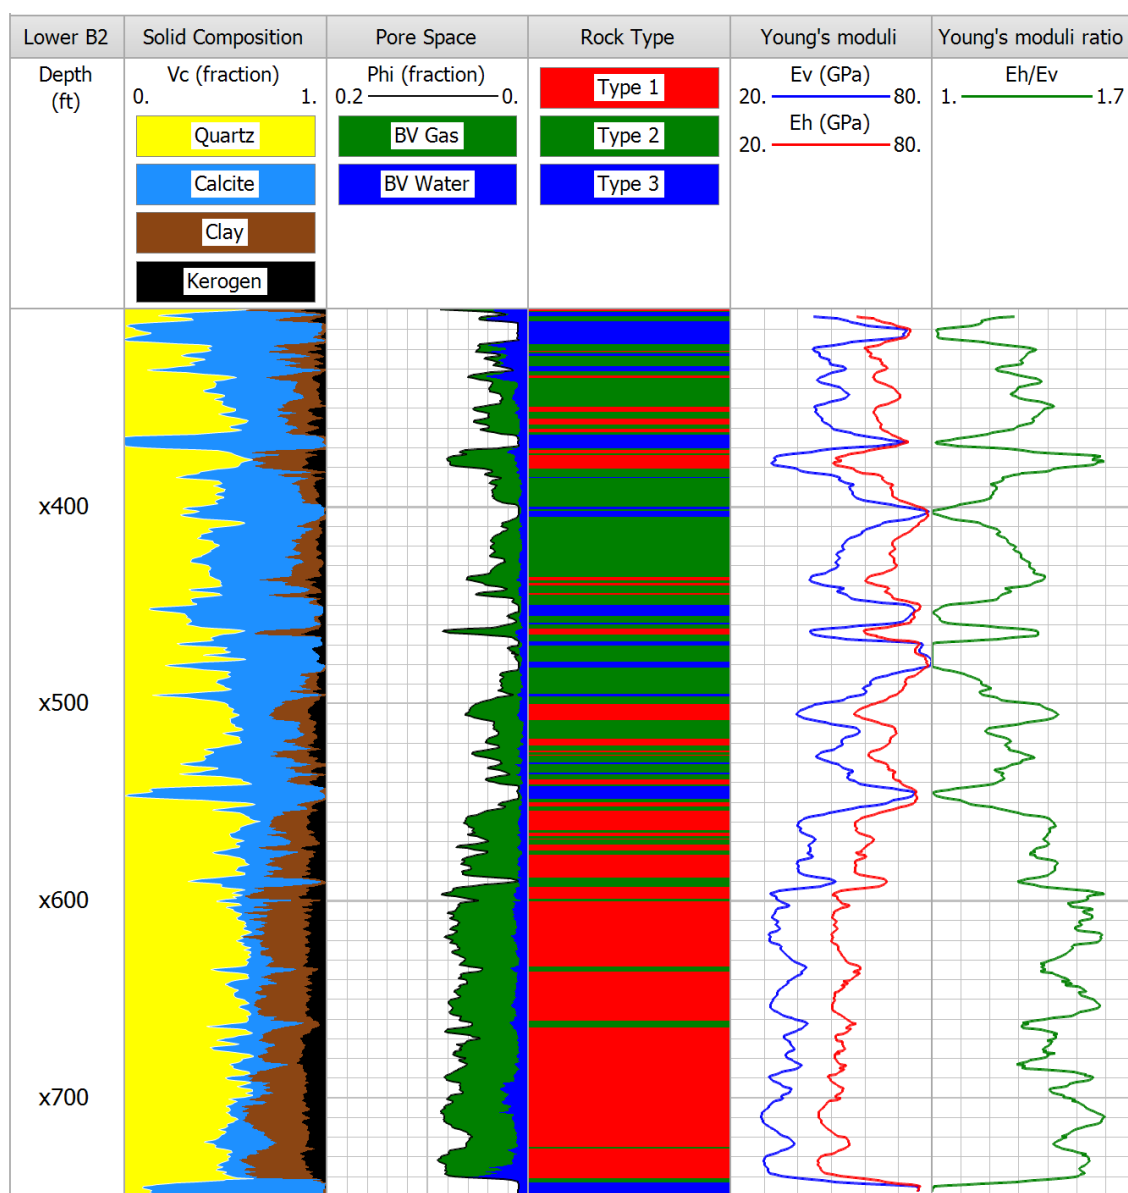 Lower B2 Solid Composition Pore Space Rock Type Young's moduli Young's moduli ratio
Depth
(ft)
Vc (fraction)
0. 1.
Quartz
Calcite
Clay
Kerogen
Phi (fraction)
0.2 0.
BV Gas
BV Water
Type 1
Type 2
Type 3
Ev (GPa)
20. 80.
Eh (GPa)
20. 80.
Eh/Ev
1. 1.7
x400
x500
x600
x700